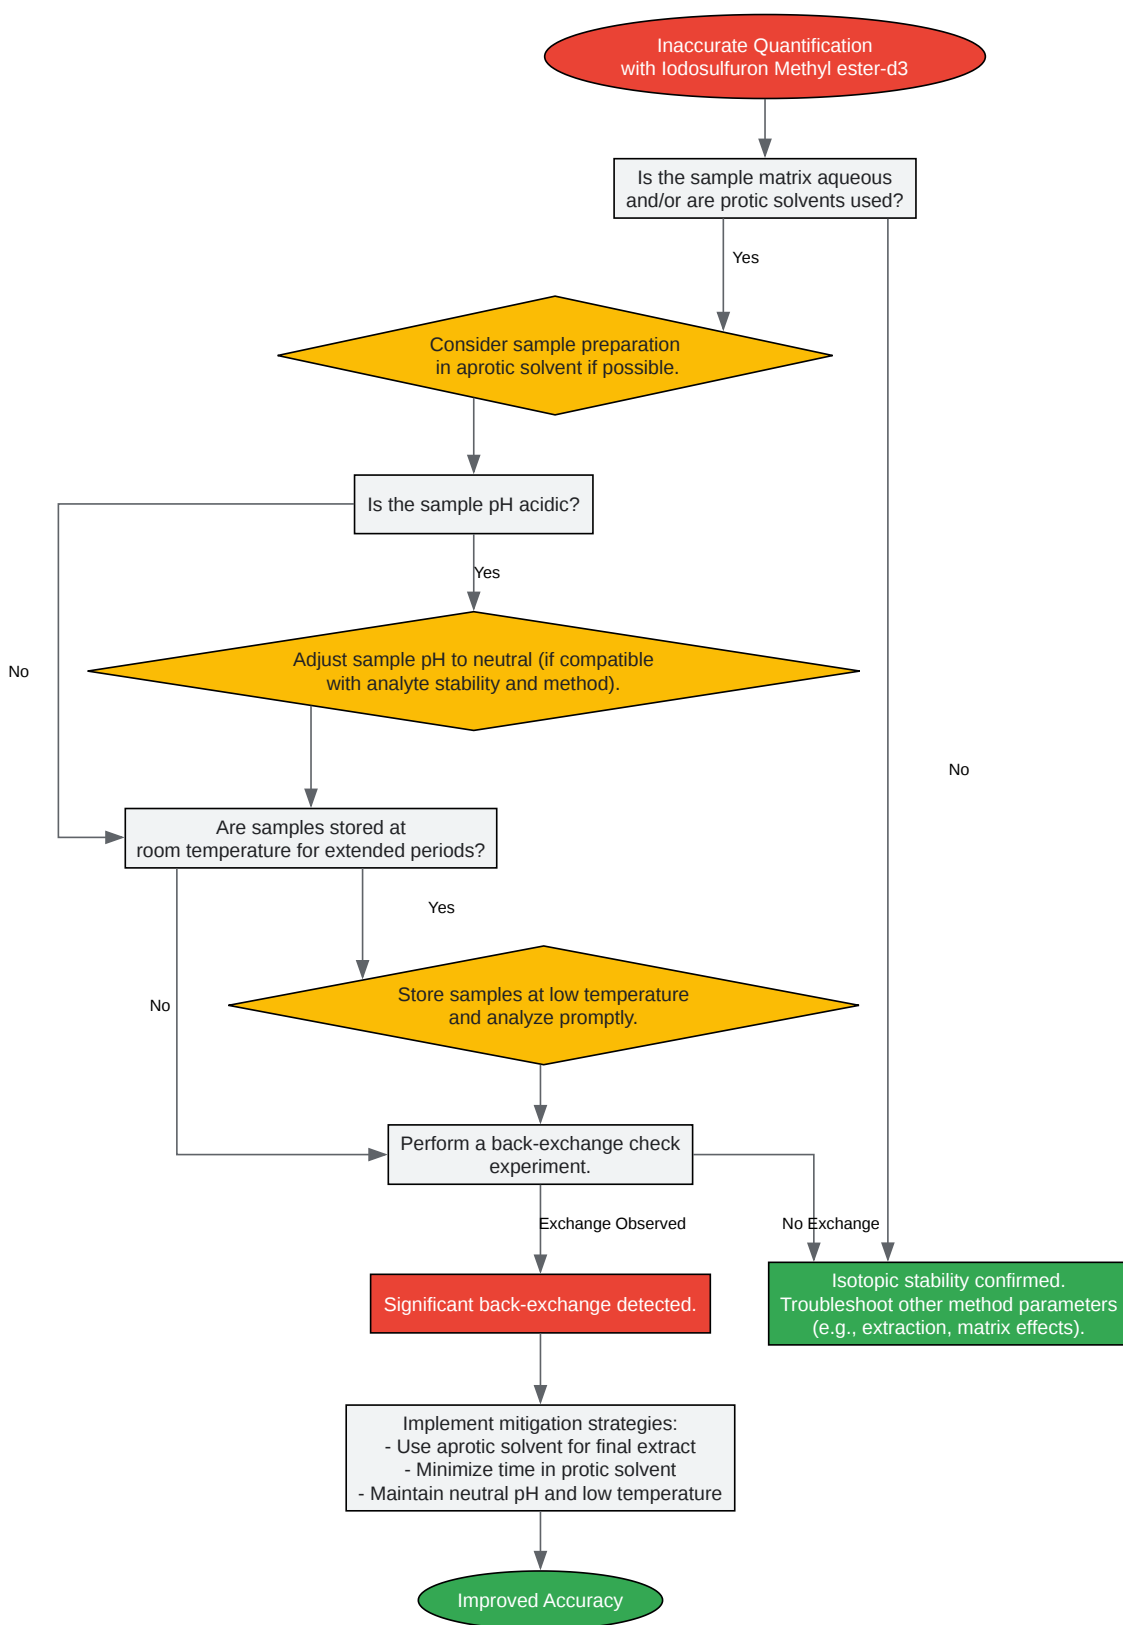 Inaccurate Quantification
with Iodosulfuron Methyl ester-d3
Is the sample matrix aqueous
and/or are protic solvents used?
Yes
Consider sample preparation
in aprotic solvent if possible.
Is the sample pH acidic?
Yes
Adjust sample pH to neutral (if compatible
with analyte stability and method).
No
No
Are samples stored at
room temperature for extended periods?
Yes
Store samples at low temperature
and analyze promptly.
No
Perform a back-exchange check
experiment.
Exchange Observed
No Exchange
Significant back-exchange detected.
Isotopic stability confirmed.
Troubleshoot other method parameters
(e.g., extraction, matrix effects).
Implement mitigation strategies:
- Use aprotic solvent for final extract
- Minimize time in protic solvent
- Maintain neutral pH and low temperature
Improved Accuracy